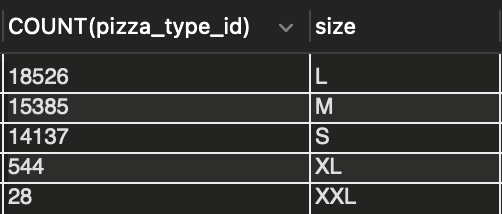 COUNT(pizza_type_id) size
18526 L
15385 M
14137 S
544 XL
28 XXL